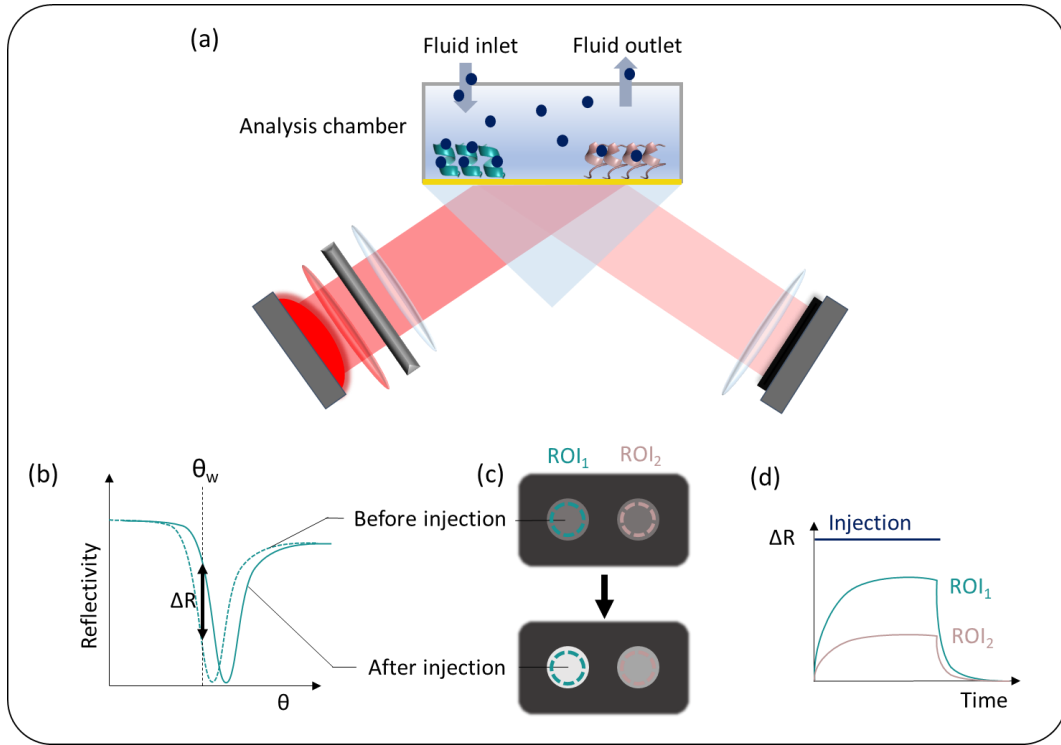 (a)
Fluid inlet
Fluid outlet
Analysis chamber
(b)
θw
Reflectivity
ΔR
θ
Before injection
After injection
(c)
ROI₁
ROI₂
(d)
ΔR
Injection
ROI₁
ROI₂
Time